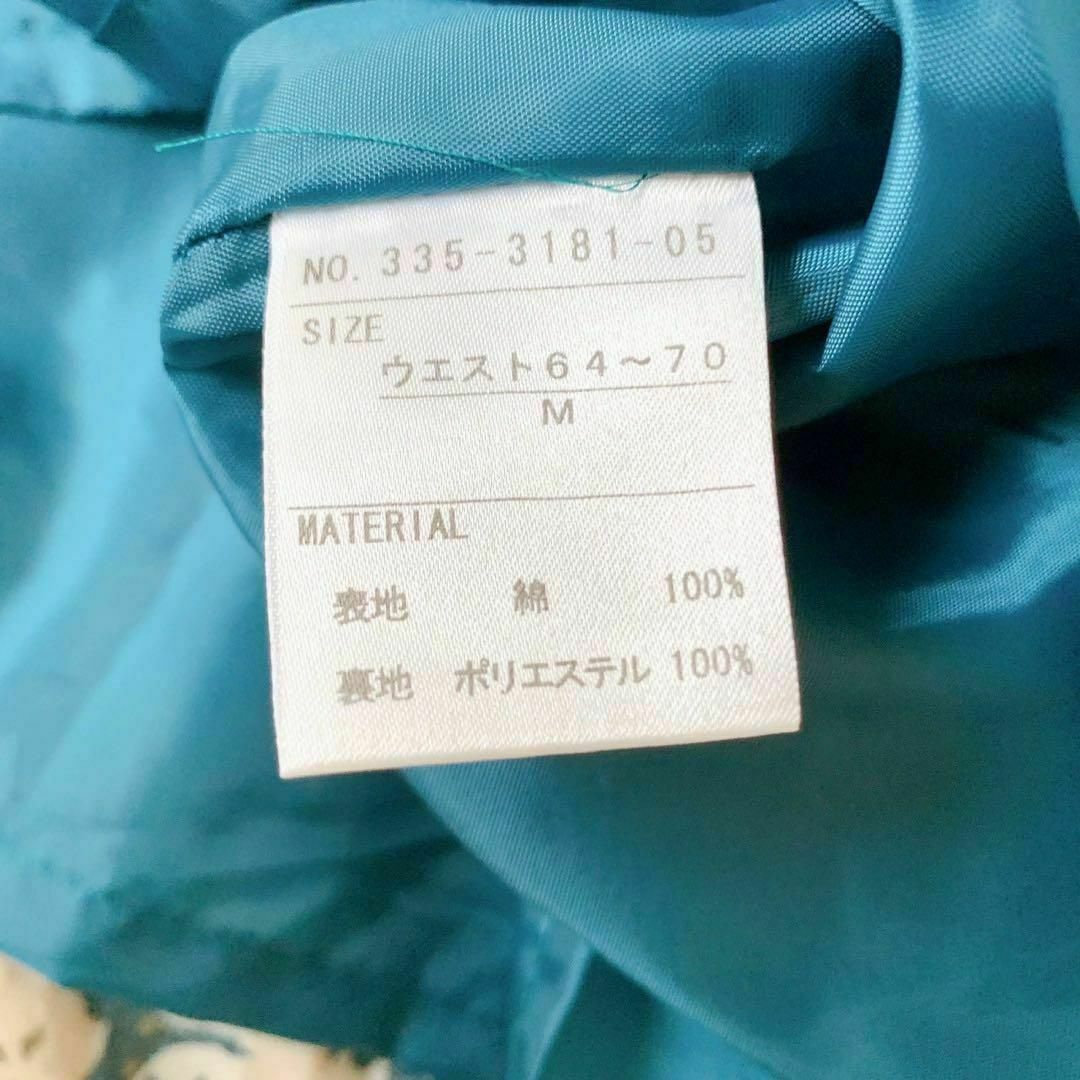 NO. 335-3181-05
SIZE
ウエスト64～70
M
MATERIAL
表地 綿 100%
裏地 ポリエステル 100%